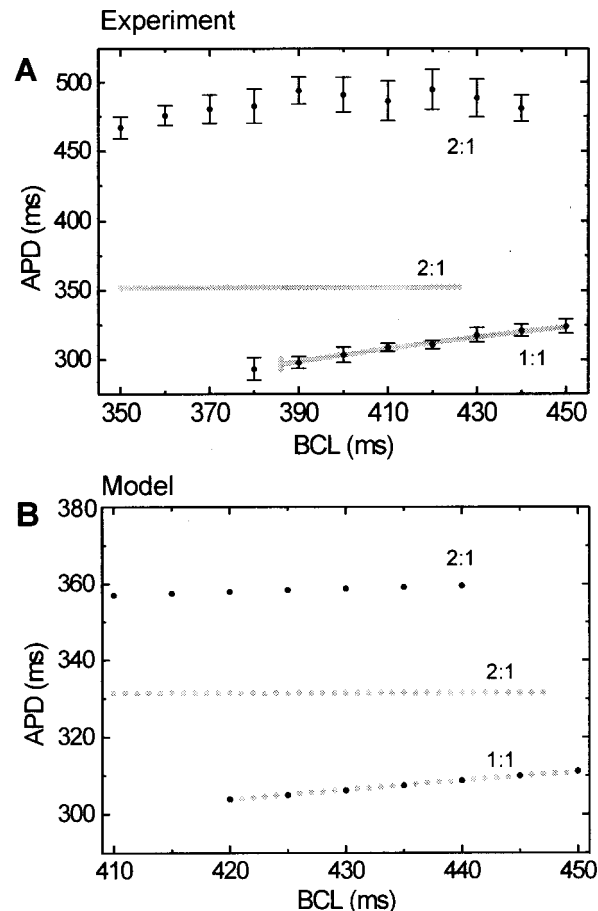 Experiment
A
500
450
400
350
300
APD (ms)
2:1
2:1
1:1
350 370 390 410 430 450
BCL (ms)
Model
B
380
360
340
320
300
APD (ms)
2:1
2:1
1:1
410 420 430 440 450
BCL (ms)